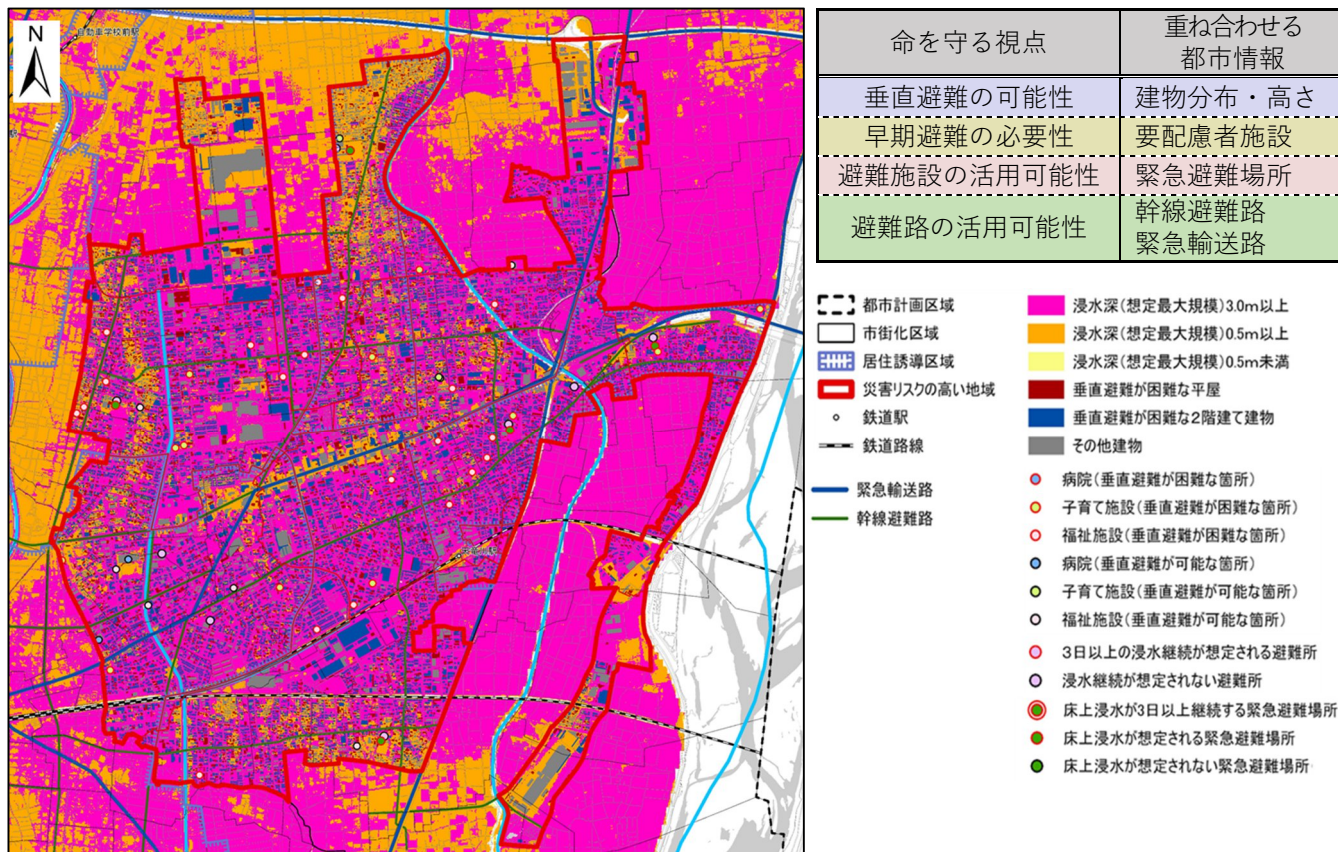 N
自動車学校前駅
天竜川駅
命を守る視点
重ね合わせる
都市情報
垂直避難の可能性
建物分布・高さ
早期避難の必要性
要配慮者施設
避難施設の活用可能性
緊急避難場所
避難路の活用可能性
幹線避難路
緊急輸送路
都市計画区域
市街化区域
居住誘導区域
災害リスクの高い地域
鉄道駅
鉄道路線
緊急輸送路
幹線避難路
浸水深(想定最大規模)3.0m以上
浸水深(想定最大規模)0.5m以上
浸水深(想定最大規模)0.5m未満
垂直避難が困難な平屋
垂直避難が困難な2階建て建物
その他建物
病院(垂直避難が困難な箇所)
子育て施設(垂直避難が困難な箇所)
福祉施設(垂直避難が困難な箇所)
病院(垂直避難が可能な箇所)
子育て施設(垂直避難が可能な箇所)
福祉施設(垂直避難が可能な箇所)
3日以上の浸水継続が想定される避難所
浸水継続が想定されない避難所
床上浸水が3日以上継続する緊急避難場所
床上浸水が想定される緊急避難場所
床上浸水が想定されない緊急避難場所